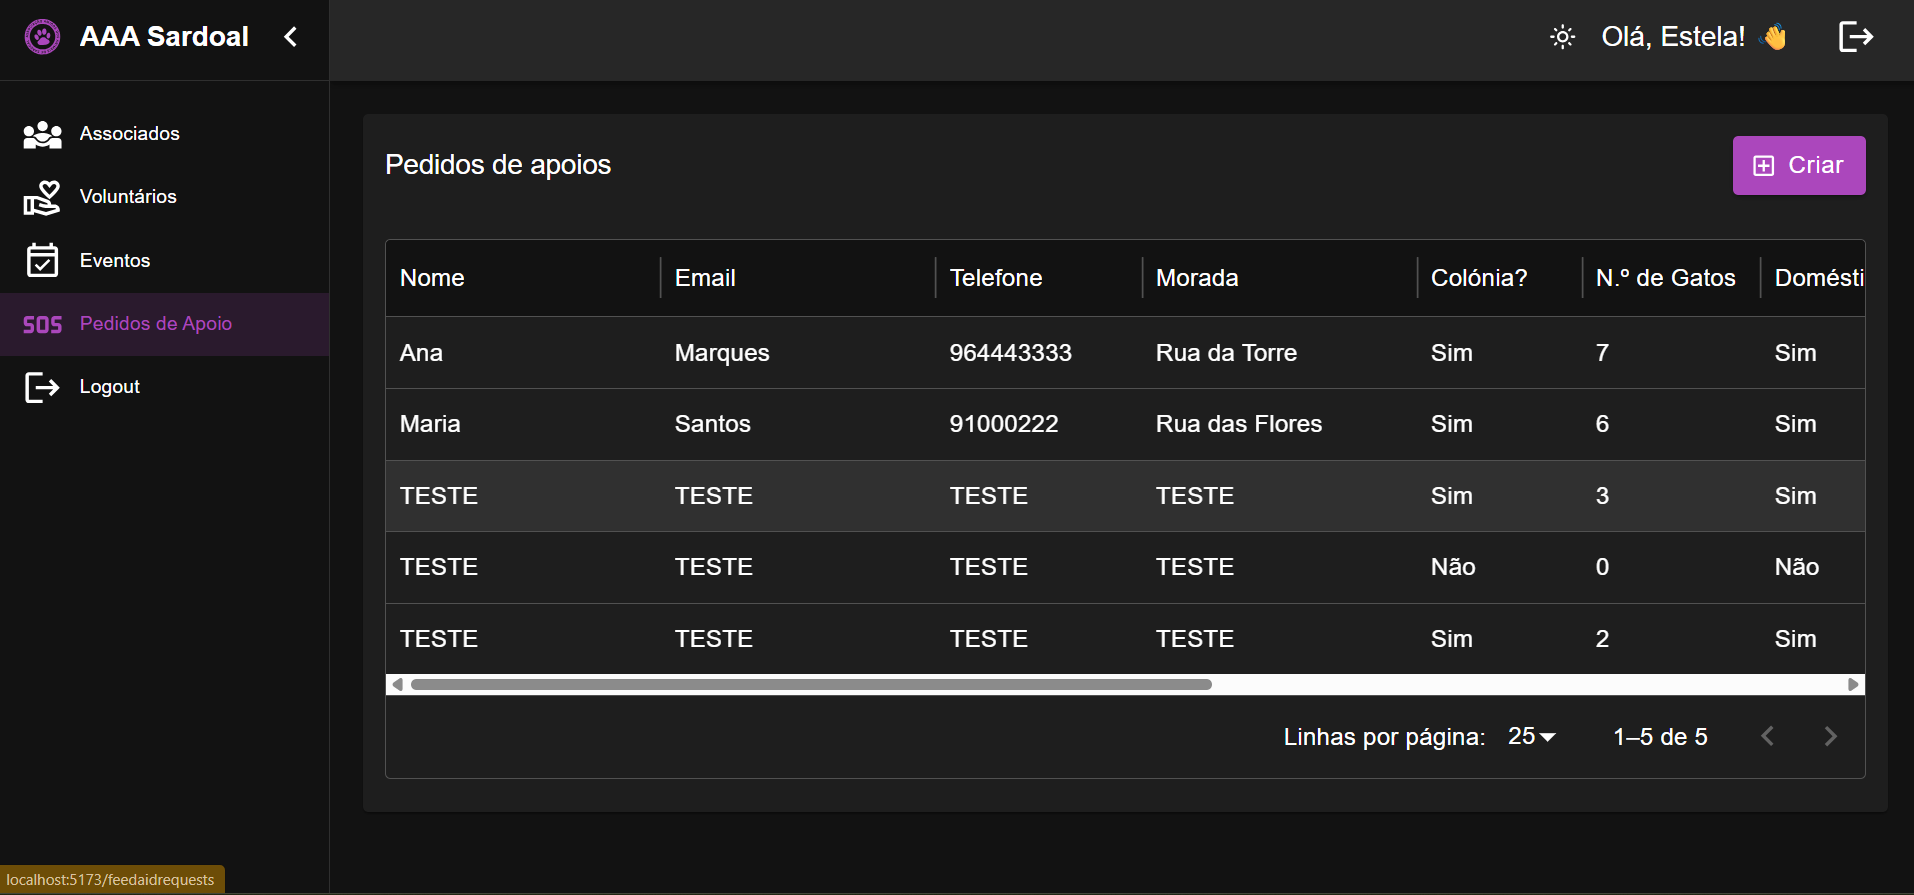 AAA Sardoal
Olá, Estela! 👋
Associados
Voluntários
Eventos
SOS Pedidos de Apoio
Logout
Pedidos de apoios
Criar
Nome Email Telefone Morada Colónia? N.º de Gatos Domésti
Ana Marques 964443333 Rua da Torre Sim 7 Sim
Maria Santos 91000222 Rua das Flores Sim 6 Sim
TESTE TESTE TESTE TESTE Sim 3 Sim
TESTE TESTE TESTE TESTE Não 0 Não
TESTE TESTE TESTE TESTE Sim 2 Sim
Linhas por página: 25 1–5 de 5
localhost:5173/feedaidrequests